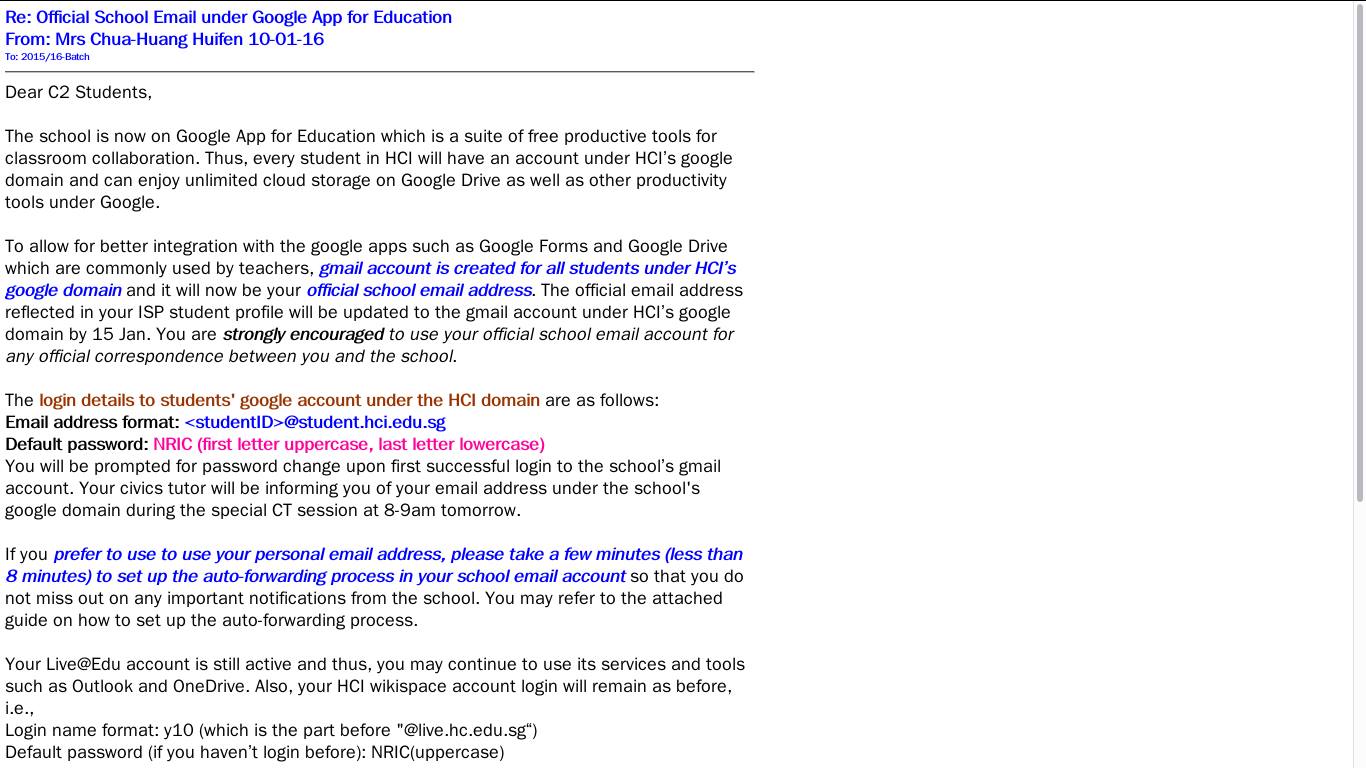 Re: Official School Email under Google App for Education
From: Mrs Chua-Huang Huifen 10-01-16
To: 2015/16-Batch
Dear C2 Students,
The school is now on Google App for Education which is a suite of free productive tools for
classroom collaboration. Thus, every student in HCI will have an account under HCI’s google
domain and can enjoy unlimited cloud storage on Google Drive as well as other productivity
tools under Google.
To allow for better integration with the google apps such as Google Forms and Google Drive
which are commonly used by teachers, gmail account is created for all students under HCI’s
google domain and it will now be your official school email address. The official email address
reflected in your ISP student profile will be updated to the gmail account under HCI’s google
domain by 15 Jan. You are strongly encouraged to use your official school email account for
any official correspondence between you and the school.
The login details to students' google account under the HCI domain are as follows:
Email address format: <studentID>@student.hci.edu.sg
Default password: NRIC (first letter uppercase, last letter lowercase)
You will be prompted for password change upon first successful login to the school’s gmail
account. Your civics tutor will be informing you of your email address under the school's
google domain during the special CT session at 8-9am tomorrow.
If you prefer to use to use your personal email address, please take a few minutes (less than
8 minutes) to set up the auto-forwarding process in your school email account so that you do
not miss out on any important notifications from the school. You may refer to the attached
guide on how to set up the auto-forwarding process.
Your Live@Edu account is still active and thus, you may continue to use its services and tools
such as Outlook and OneDrive. Also, your HCI wikispace account login will remain as before,
i.e.,
Login name format: y10 (which is the part before "@live.hc.edu.sg“)
Default password (if you haven’t login before): NRIC(uppercase)